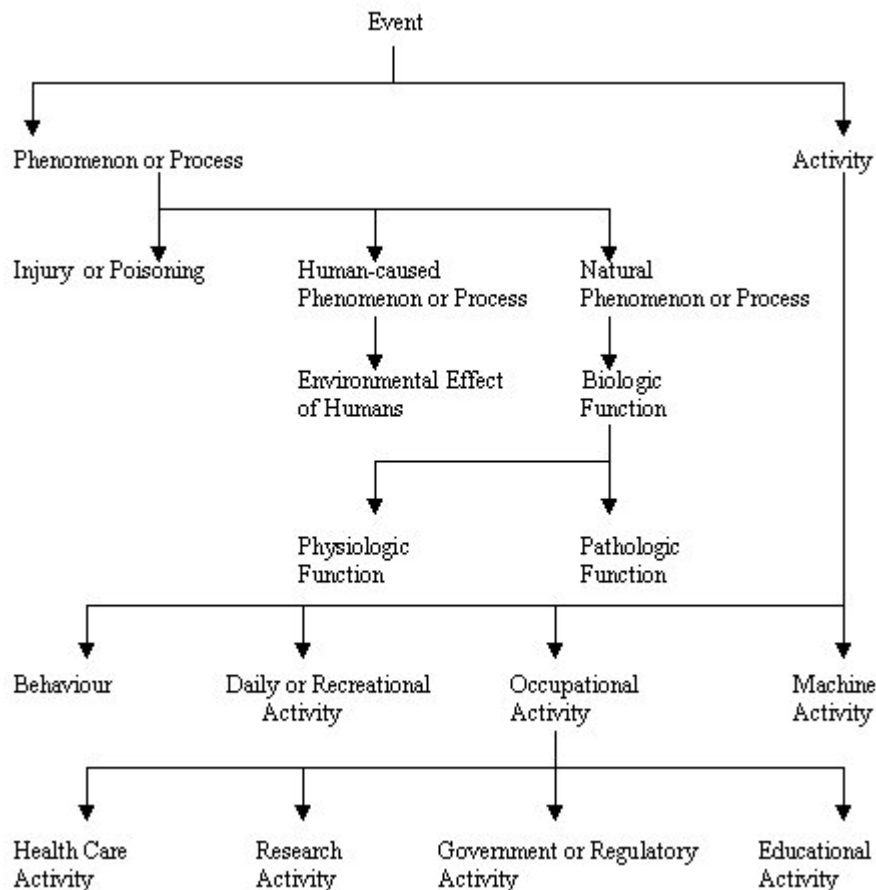 Event
Phenomenon or Process
Activity
Injury or Poisoning
Human-caused
Phenomenon or Process
Natural
Phenomenon or Process
Environmental Effect
of Humans
Biologic
Function
Physiologic
Function
Pathologic
Function
Behaviour
Daily or Recreational
Activity
Occupational
Activity
Machine
Activity
Health Care
Activity
Research
Activity
Government or Regulatory
Activity
Educational
Activity